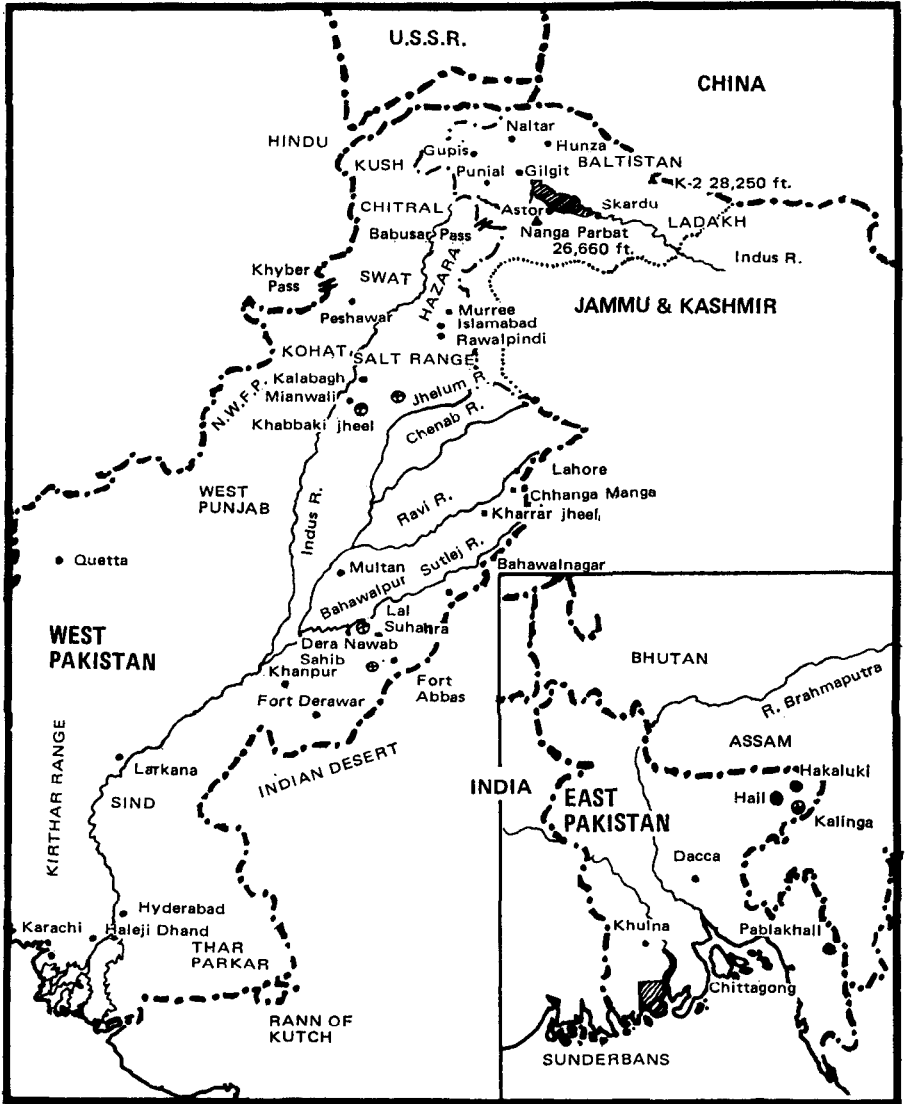 U.S.S.R.
CHINA
HINDU
KUSH
Naltar
Hunza
Gupis
BALTISTAN
Punial
Gilgit
K-2 28,250 ft.
CHITRAL
Astor
Skardu
LADAKH
Babusar Pass
Nanga Parbat
26,660 ft.
Indus R.
Khyber
Pass
SWAT
HAZARA
JAMMU & KASHMIR
Peshawar
Murree
Islamabad
Rawalpindi
KOHAT
SALT RANGE
N.W.F.P.
Kalabagh
Mianwali
Jhelum R.
Khabbaki jheel
Chenab R.
WEST
PUNJAB
Indus R.
Ravi R.
Lahore
Chhanga Manga
Kharrar jheel
Quetta
Multan
Sutlej R.
Bahawalpur
Bahawalnagar
WEST
PAKISTAN
Lal
Suhanra
Dera Nawab
Sahib
Khanpur
Fort
Abbas
Fort Derawar
INDIAN DESERT
KIRTHAR RANGE
Larkana
SIND
Hyderabad
Karachi
Haleji Dhand
THAR
PARKAR
RANN OF
KUTCH
BHUTAN
R. Brahmaputra
ASSAM
INDIA
EAST
PAKISTAN
Hakaluki
Hail
Kalinga
Dacca
Khulna
Pablakhali
Chittagong
SUNDERBANS